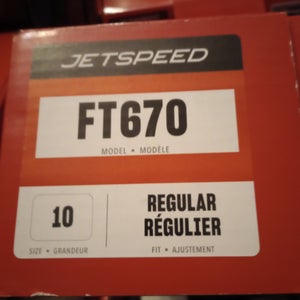 JETSPEED
FT670
MODEL • MODÈLE
10
SIZE • GRANDEUR
REGULAR
RÉGULIER
FIT • AJUSTEMENT